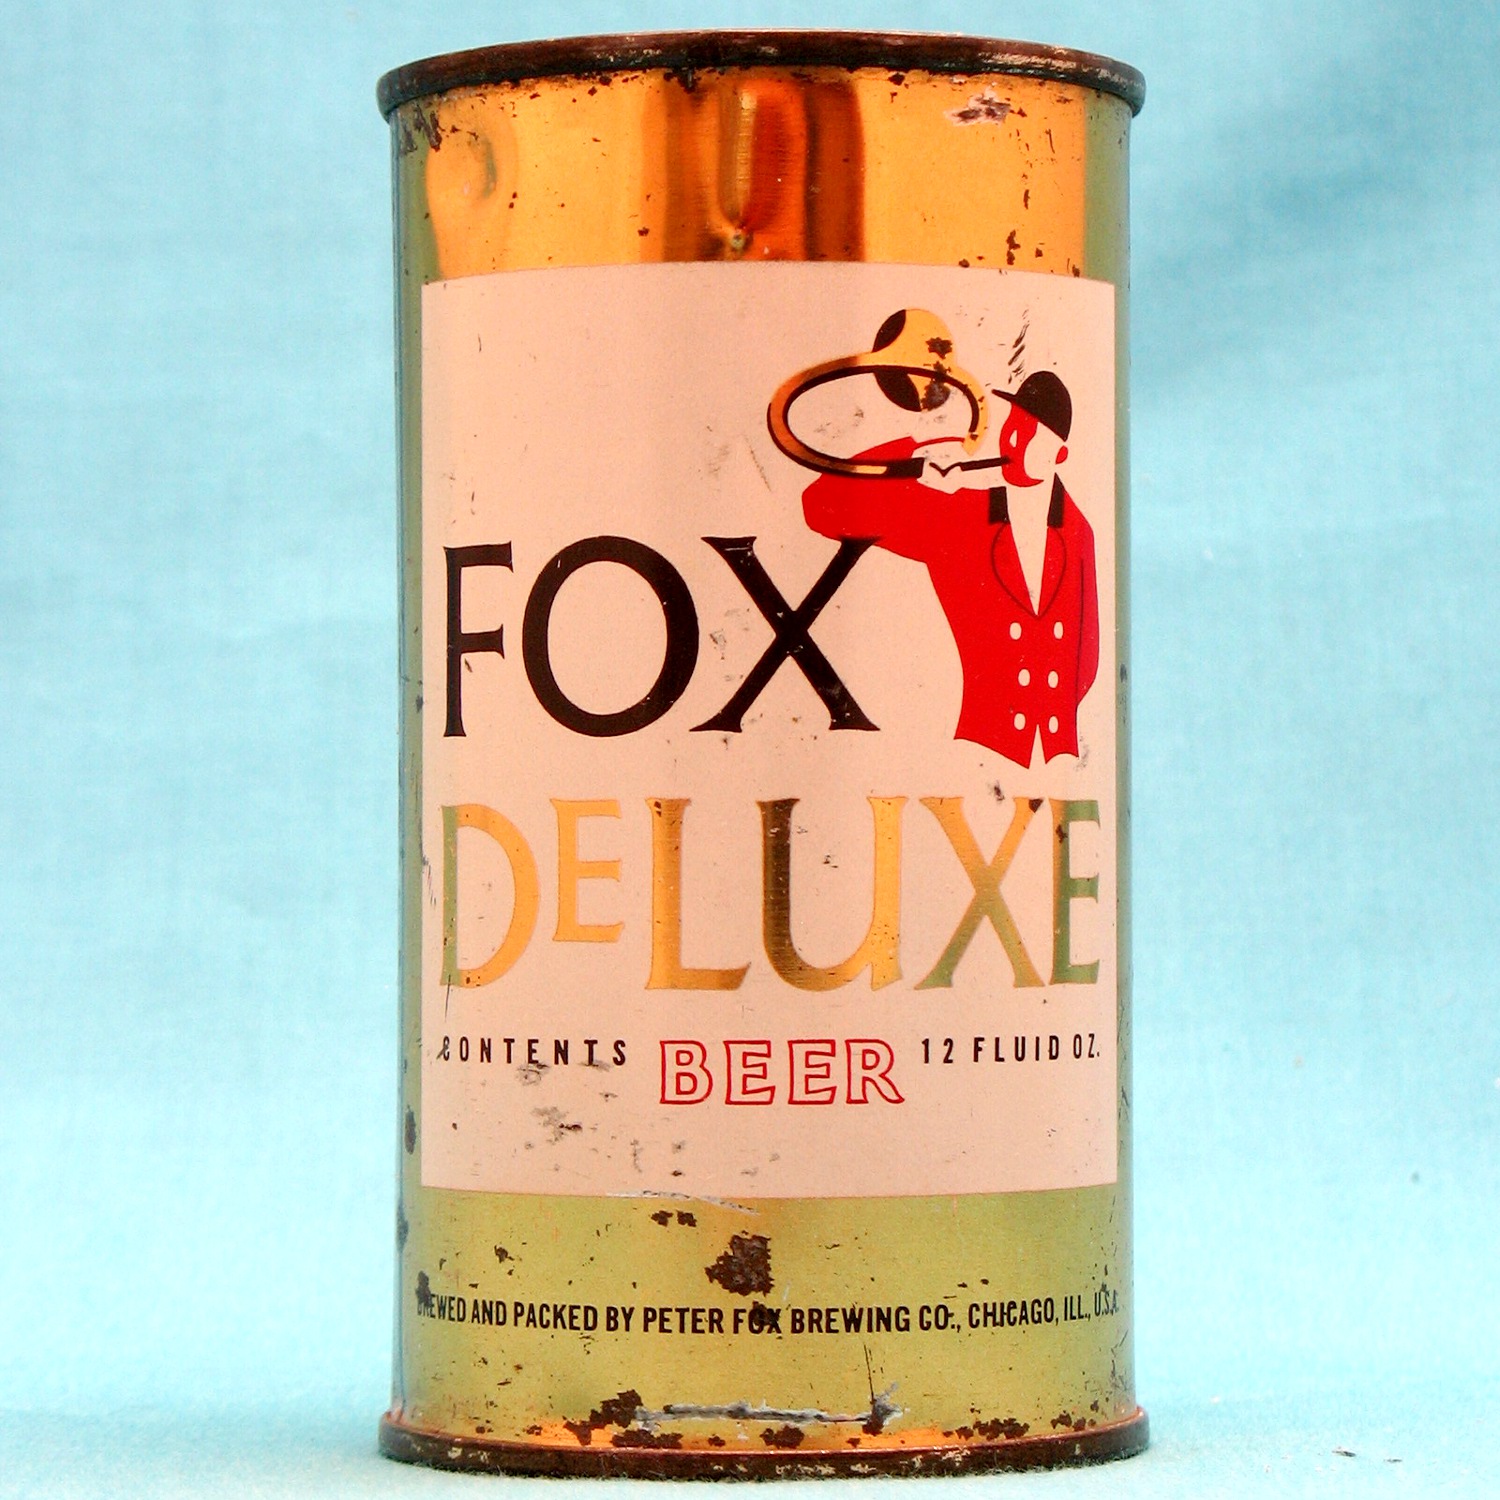 FOX
DELUXE
CONTENTS BEER 12 FLUID OZ.
BREWED AND PACKED BY PETER FOX BREWING CO., CHICAGO, ILL., U.S.A.